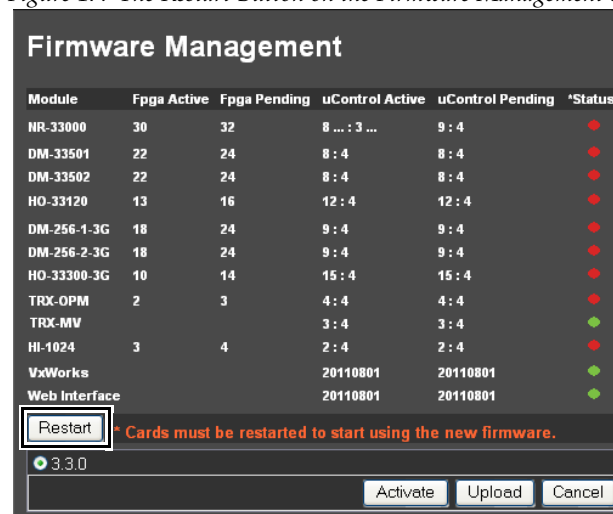 Firmware Management
Module Fpga Active Fpga Pending uControl Active uControl Pending *Status
NR-33000 30 32 8 ... : 3 ... 9 : 4
DM-33501 22 24 8 : 4 8 : 4
DM-33502 22 24 8 : 4 8 : 4
HO-33120 13 16 12 : 4 12 : 4
DM-256-1-3G 18 24 9 : 4 9 : 4
DM-256-2-3G 18 24 9 : 4 9 : 4
HO-33300-3G 10 14 15 : 4 15 : 4
TRX-OPM 2 3 4 : 4 4 : 4
TRX-MV 3 : 4 3 : 4
HI-1024 3 4 2 : 4 2 : 4
VxWorks 20110801 20110801
Web Interface 20110801 20110801
Restart * Cards must be restarted to start using the new firmware.
3.3.0
Activate Upload Cancel